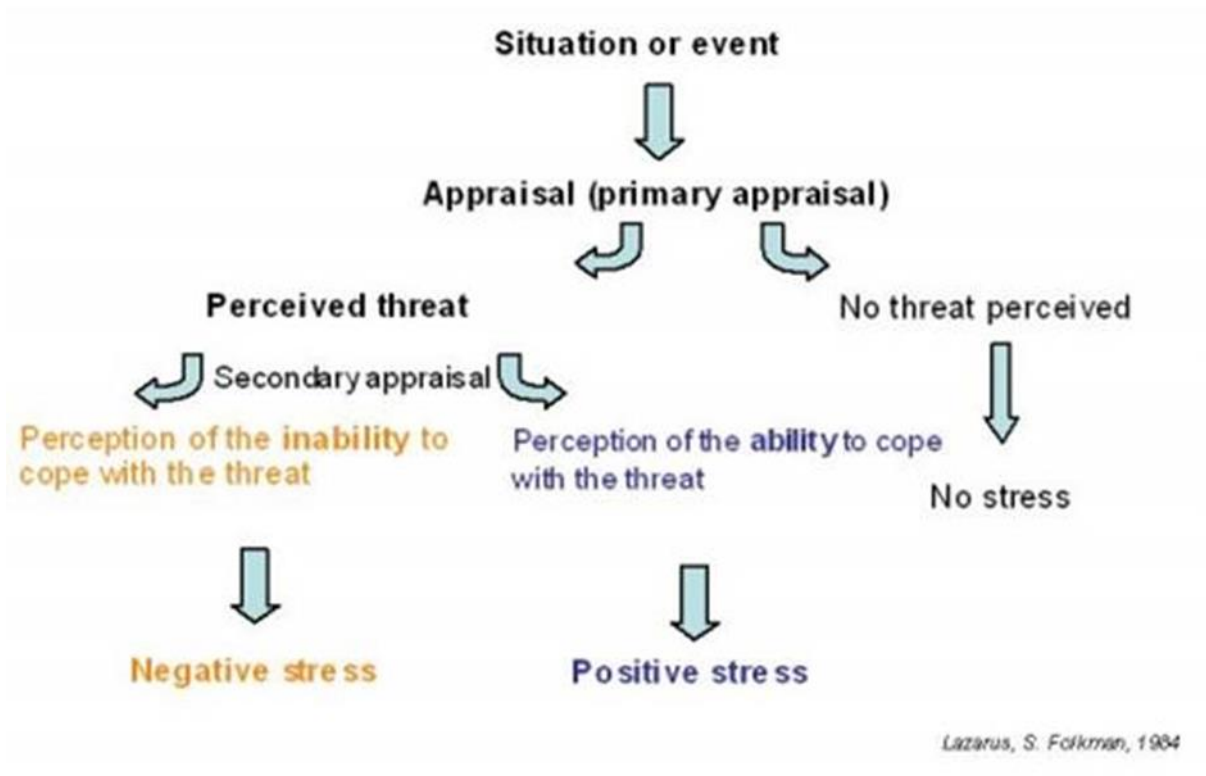 Situation or event
Appraisal (primary appraisal)
Perceived threat
No threat perceived
Secondary appraisal
Perception of the inability to
cope with the threat
Perception of the ability to cope
with the threat
No stress
Negative stress
Positive stress
Lazarus, S. Folkman, 1984